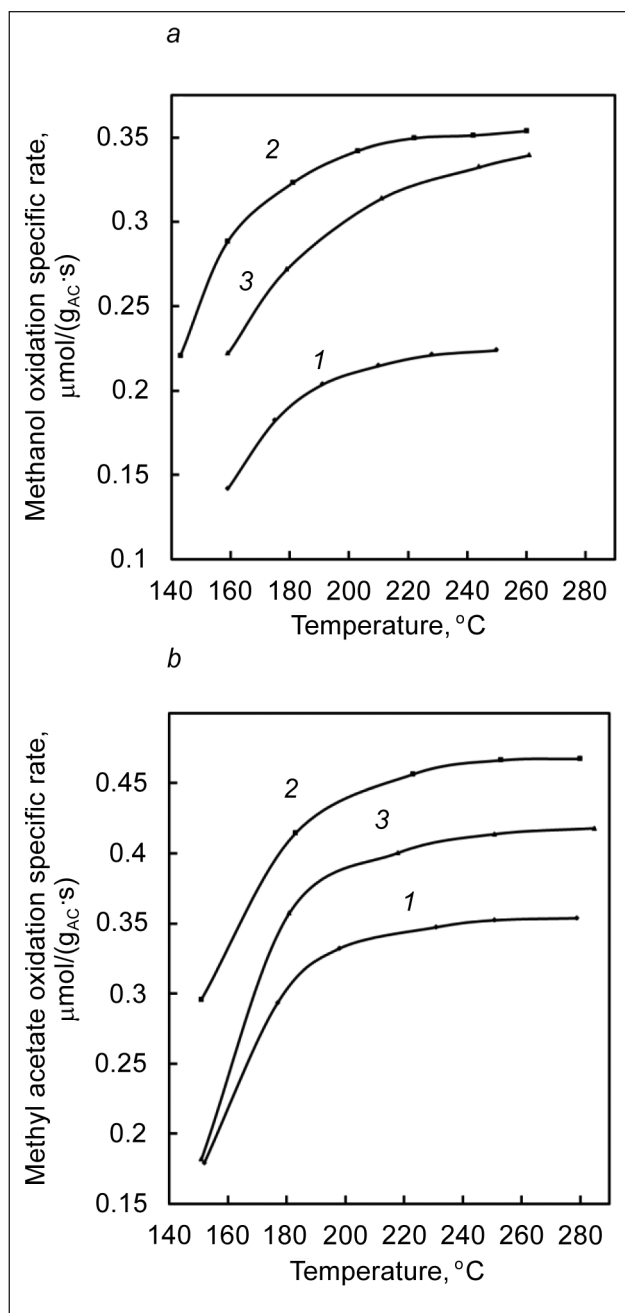 a
Methanol oxidation specific rate,
μmol/(gAC·s)
0.35
0.3
0.25
0.2
0.15
0.1
2
3
1
140 160 180 200 220 240 260 280
Temperature, °C
b
Methyl acetate oxidation specific rate,
μmol/(gAC·s)
0.45
0.4
0.35
0.3
0.25
0.2
0.15
2
3
1
140 160 180 200 220 240 260 280
Temperature, °C